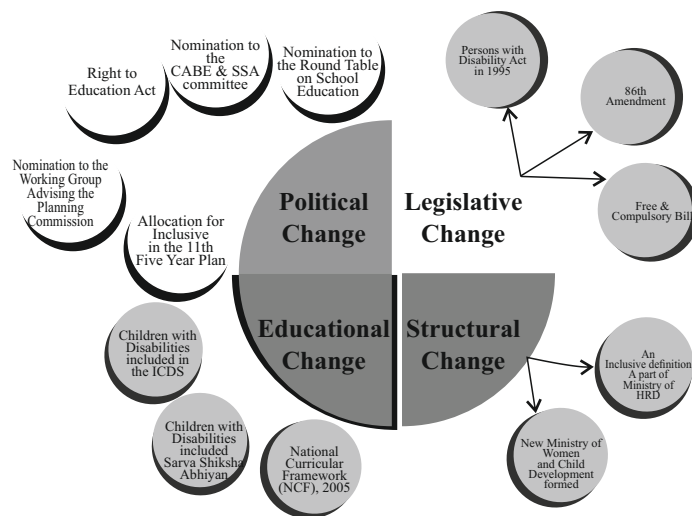 Right to
Education Act
Nomination to
the
CABE & SSA
committee
Nomination to
the Round Table
on School
Education
Persons with
Disability Act
in 1995
86th
Amendment
Free &
Compulsory Bill
Nomination to the
Working Group
Advising the
Planning
Commission
Allocation for
Inclusive
in the 11th
Five Year Plan
Political
Change
Legislative
Change
Educational
Change
Structural
Change
Children with
Disabilities
included in
the ICDS
Children with
Disabilities
included
Sarva Shiksha
Abhiyan
National
Curricular
Framework
(NCF), 2005
An
Inclusive definition
A part of
Ministry of
HRD
New Ministry of
Women
and Child
Development
formed